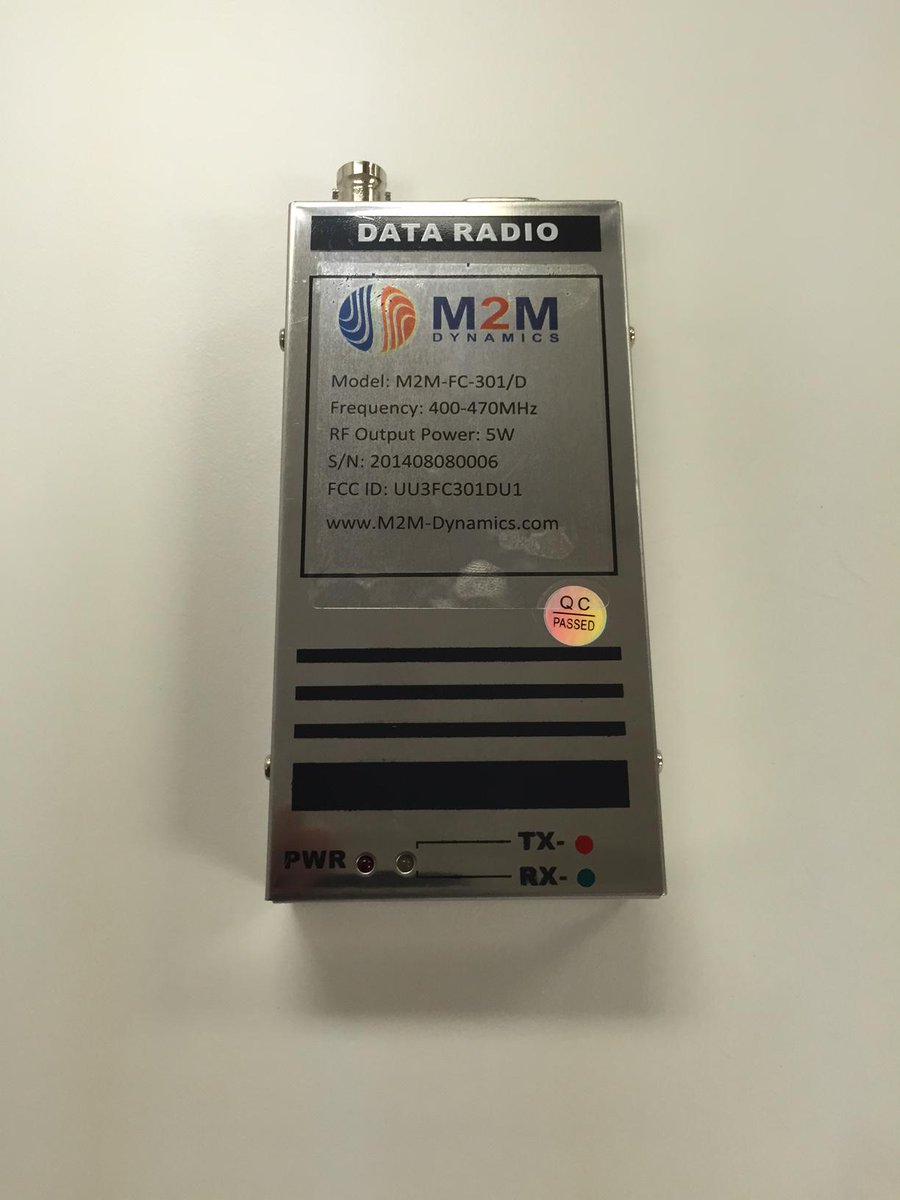 DATA RADIO
M2M
DYNAMICS
Model: M2M-FC-301/D
Frequency: 400-470MHz
RF Output Power: 5W
S/N: 201408080006
FCC ID: UU3FC301DU1
www.M2M-Dynamics.com
QC
PASSED
TX-
PWR
RX-